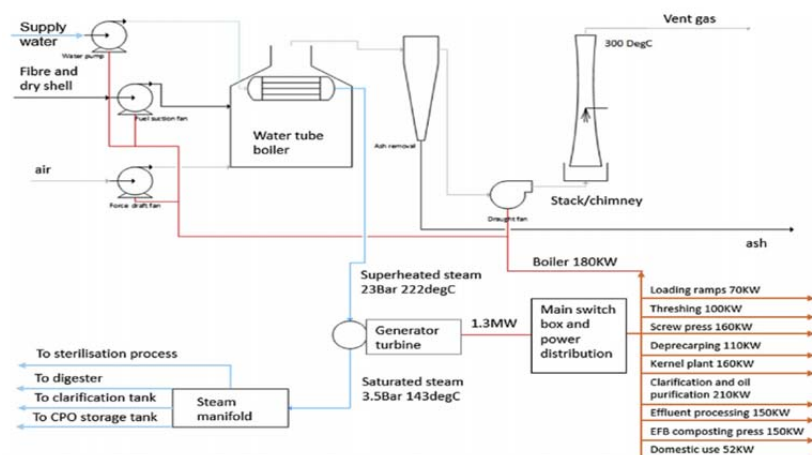 Supply
water
Water pump
Fibre and
dry shell
Fuel suction fan
air
Force draft fan
Water tube
boiler
Ash removal
300 DegC
Vent gas
Draught fan
Stack/chimney
ash
Boiler 180KW
Superheated steam
23Bar 222degC
Generator
turbine
1.3MW
Main switch
box and
power
distribution
Loading ramps 70KW
Threshing 100KW
Screw press 160KW
Deprecarping 110KW
Kernel plant 160KW
Clarification and oil
purification 210KW
Effluent processing 150KW
EFB composting press 150KW
Domestic use 52KW
Saturated steam
3.5Bar 143degC
Steam
manifold
To sterilisation process
To digester
To clarification tank
To CPO storage tank